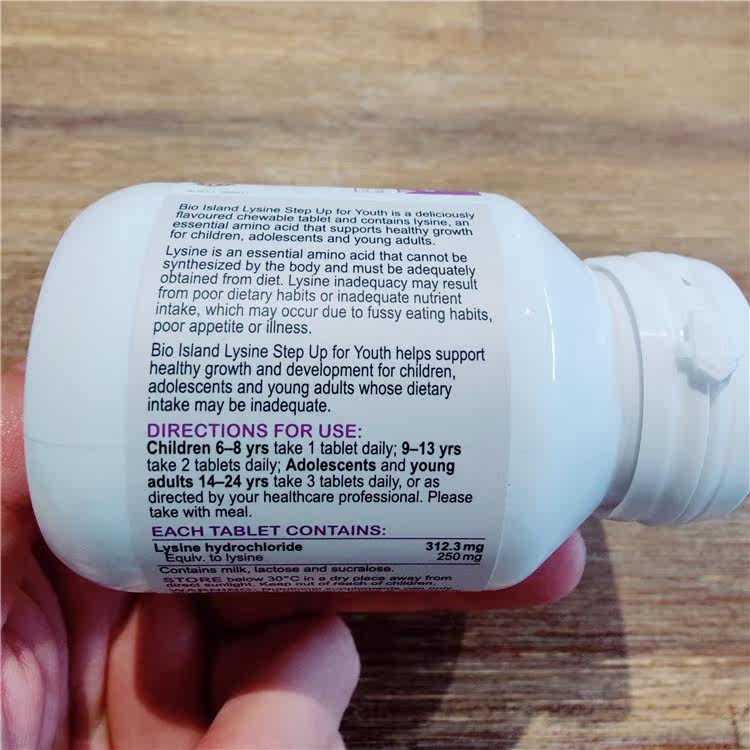 Bio Island Lysine Step Up for Youth is a deliciously
flavoured chewable tablet and contains lysine, an
essential amino acid that supports healthy growth
for children, adolescents and young adults.
Lysine is an essential amino acid that cannot be
synthesized by the body and must be adequately
obtained from diet. Lysine inadequacy may result
from poor dietary habits or inadequate nutrient
intake, which may occur due to fussy eating habits,
poor appetite or illness.
Bio Island Lysine Step Up for Youth helps support
healthy growth and development for children,
adolescents and young adults whose dietary
intake may be inadequate.
DIRECTIONS FOR USE:
Children 6–8 yrs take 1 tablet daily; 9–13 yrs
take 2 tablets daily; Adolescents and young
adults 14–24 yrs take 3 tablets daily, or as
directed by your healthcare professional. Please
take with meal.
EACH TABLET CONTAINS:
Lysine hydrochloride 312.3 mg
Equiv. to lysine 250 mg
Contains milk, lactose and sucralose.
STORE below 30°C in a dry place away from
direct sunlight. Keep out of reach of children.
WARNING: Nutritional supplements can only